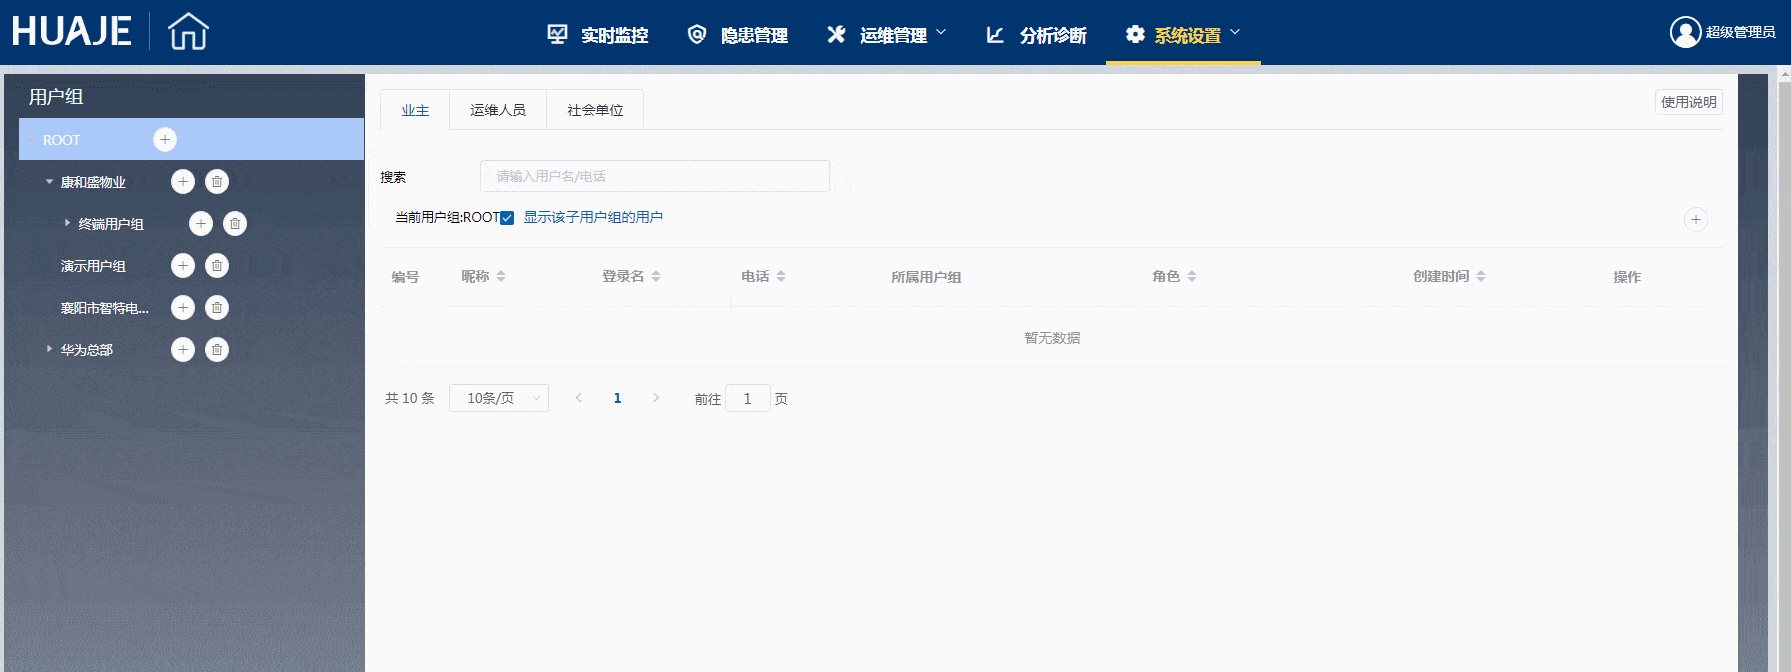 HUAJE 实时监控 隐患管理 运维管理 分析诊断 系统设置 超级管理员
用户组
ROOT
康和盛物业
终端用户组
演示用户组
襄阳市智特电...
华为总部
业主 运维人员 社会单位 使用说明
搜索 请输入用户名/电话
当前用户组:ROOT 显示该子用户组的用户
编号 昵称 登录名 电话 所属用户组 角色 创建时间 操作
暂无数据
共 10 条 10条/页 1 前往 1 页